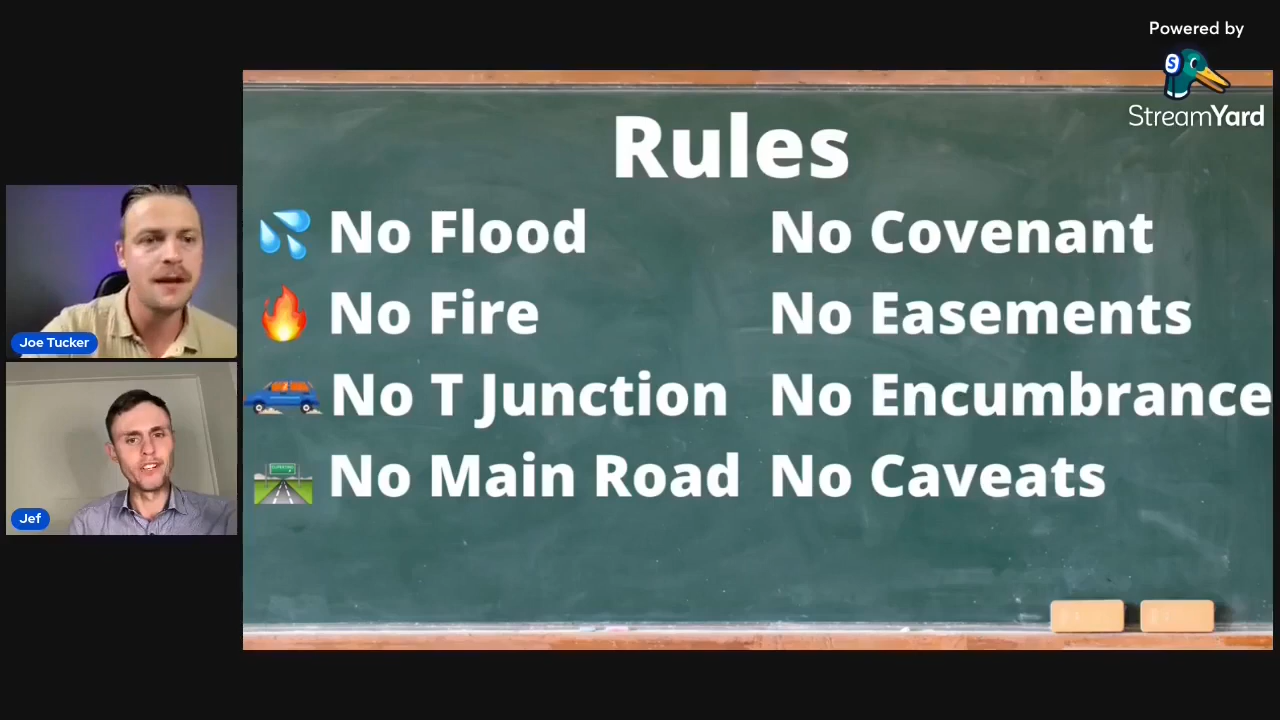 Powered by
StreamYard
Rules
No Flood
No Fire
No T Junction
No Main Road
No Covenant
No Easements
No Encumbrance
No Caveats
Joe Tucker
Jef